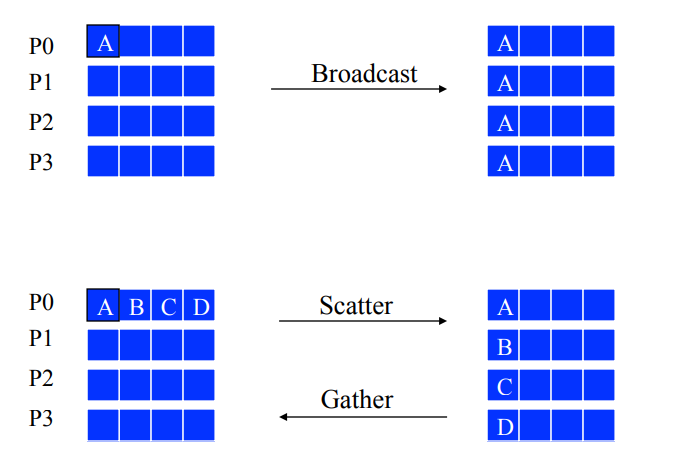 P0 A A
Broadcast
P1 A
P2 A
P3 A
P0 A B C D Scatter A
P1 B
P2 C
Gather
P3 D